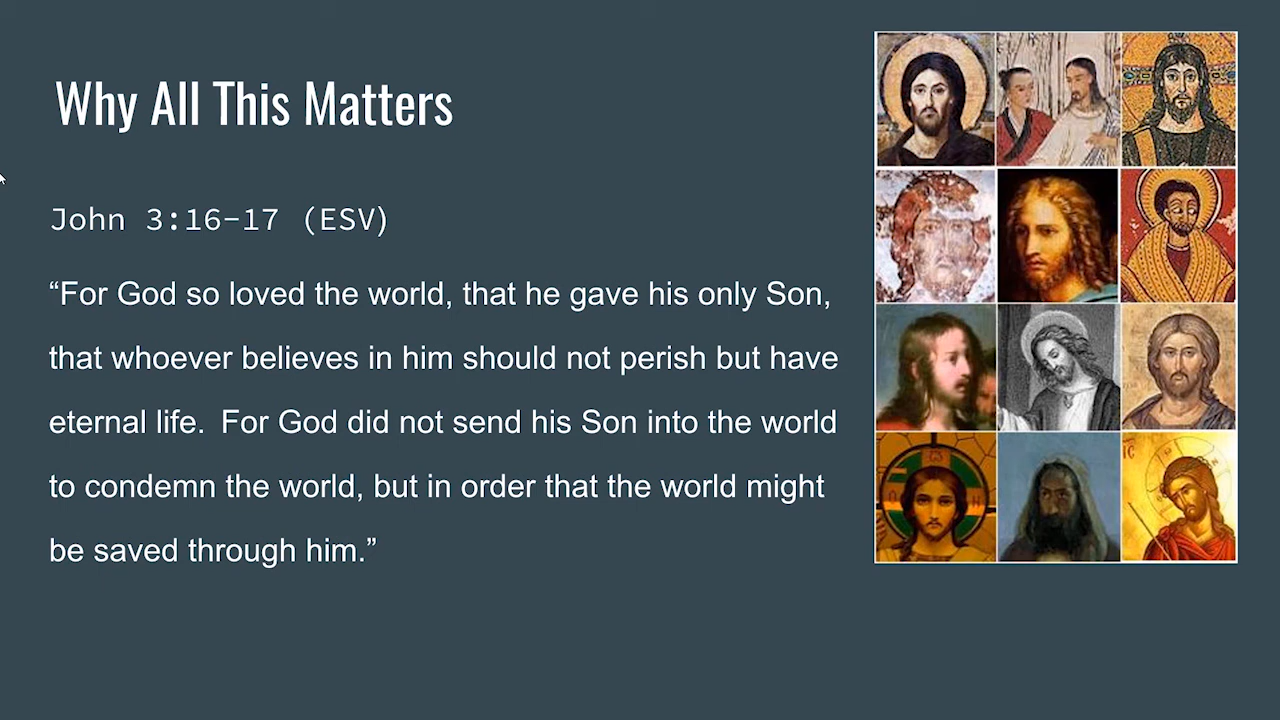 Why All This Matters
John 3:16-17 (ESV)
“For God so loved the world, that he gave his only Son,
that whoever believes in him should not perish but have
eternal life.  For God did not send his Son into the world
to condemn the world, but in order that the world might
be saved through him.”